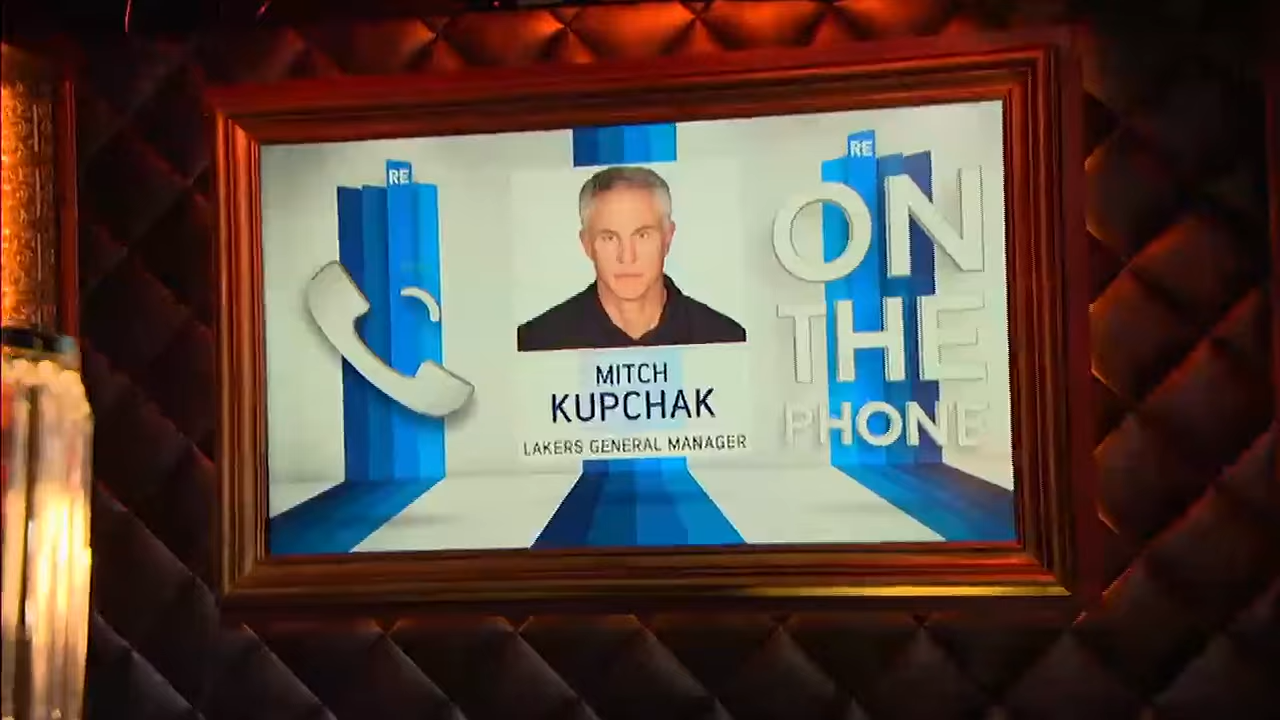 RE
RE
MITCH
KUPCHAK
LAKERS GENERAL MANAGER
ON
THE
PHONE